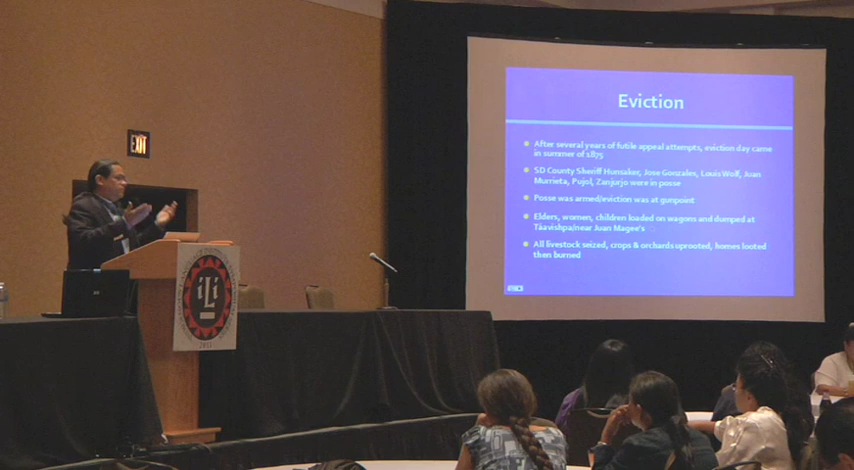 EXIT
iLi
Eviction
After several years of futile appeal attempts, eviction day came
in summer of 1875
SD County Sheriff Hunsaker, Jose Gonzales, Louis Wolf, Juan
Murrieta, Pujol, Zanjurjo were in posse
Posse was armed/eviction was at gunpoint
Elders, women, children loaded on wagons and dumped at
Táavishpa/near Juan Magee's
All livestock seized, crops & orchards uprooted, homes looted
then burned